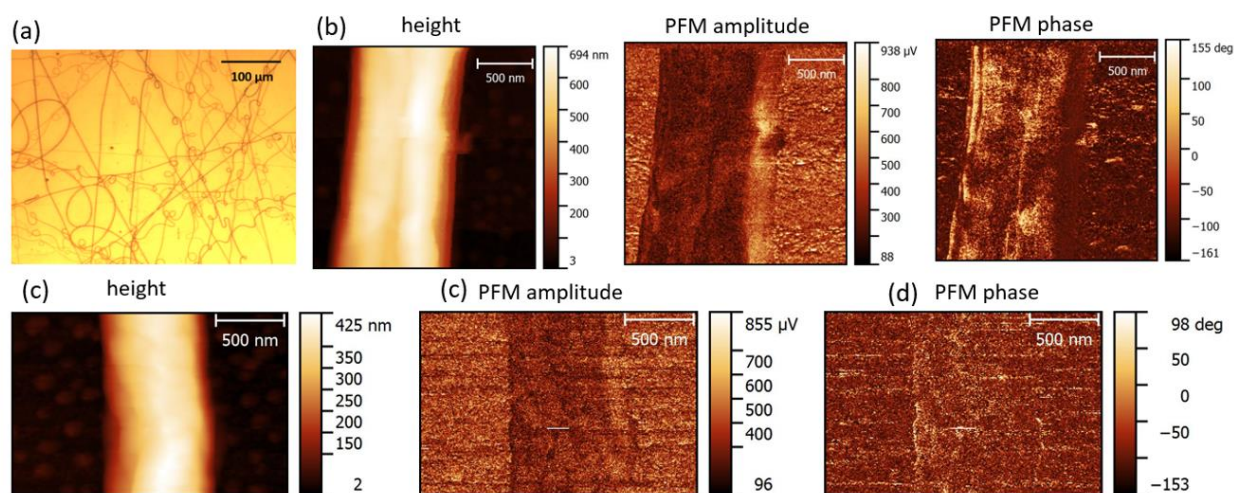 (a)
100 µm
(b)
height
694 nm
600
500
400
300
200
3
500 nm
PFM amplitude
938 µV
800
700
600
500
400
300
88
500 nm
PFM phase
155 deg
100
50
0
−50
−100
−161
500 nm
(c)
height
425 nm
350
300
250
200
150
2
500 nm
(c)
PFM amplitude
855 µV
700
600
500
400
96
500 nm
(d)
PFM phase
98 deg
50
0
−50
−153
500 nm